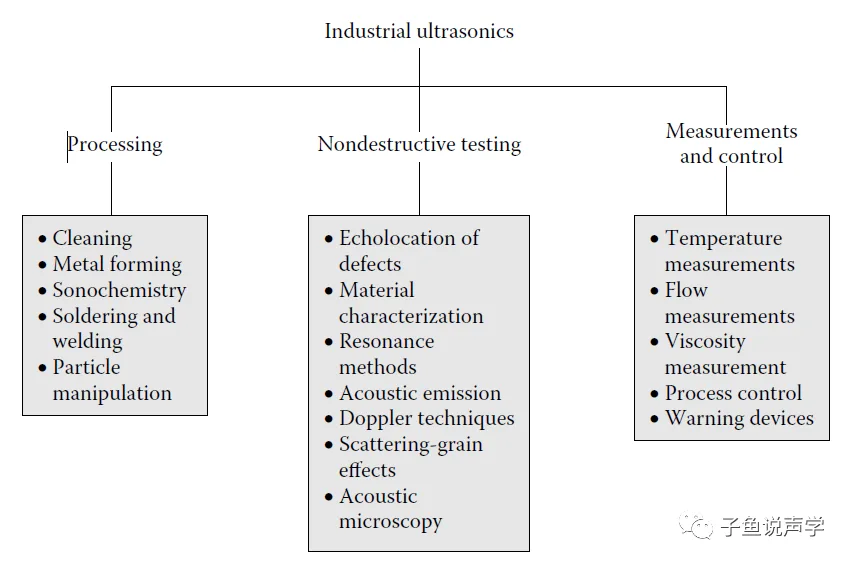 Industrial ultrasonics
Processing
Nondestructive testing
Measurements
and control
• Cleaning
• Metal forming
• Sonochemistry
• Soldering and
welding
• Particle
manipulation
• Echolocation of
defects
• Material
characterization
• Resonance
methods
• Acoustic emission
• Doppler techniques
• Scattering-grain
effects
• Acoustic
microscopy
• Temperature
measurements
• Flow
measurements
• Viscosity
measurement
• Process control
• Warning devices
子鱼说声学